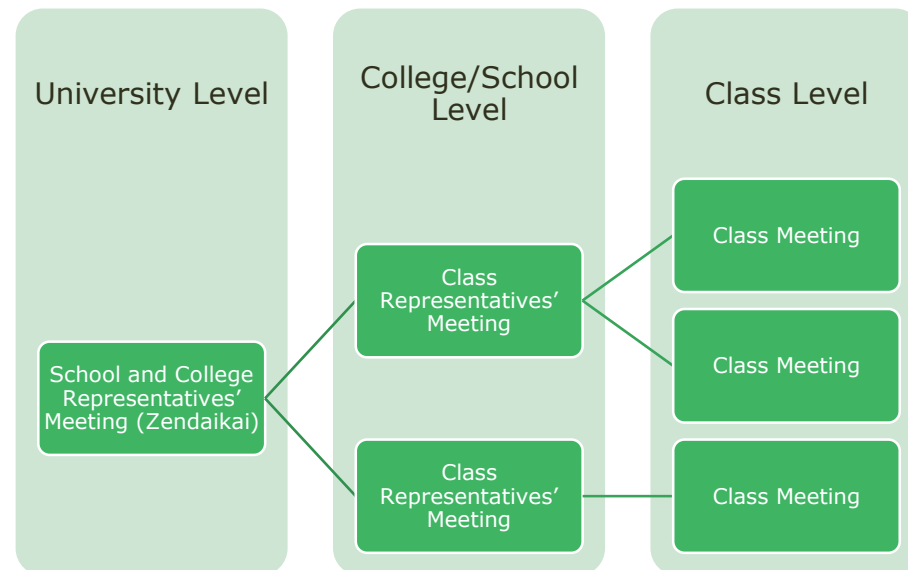 University Level
College/School
Level
Class Level
School and College
Representatives’
Meeting (Zendaikai)
Class
Representatives’
Meeting
Class
Representatives’
Meeting
Class Meeting
Class Meeting
Class Meeting